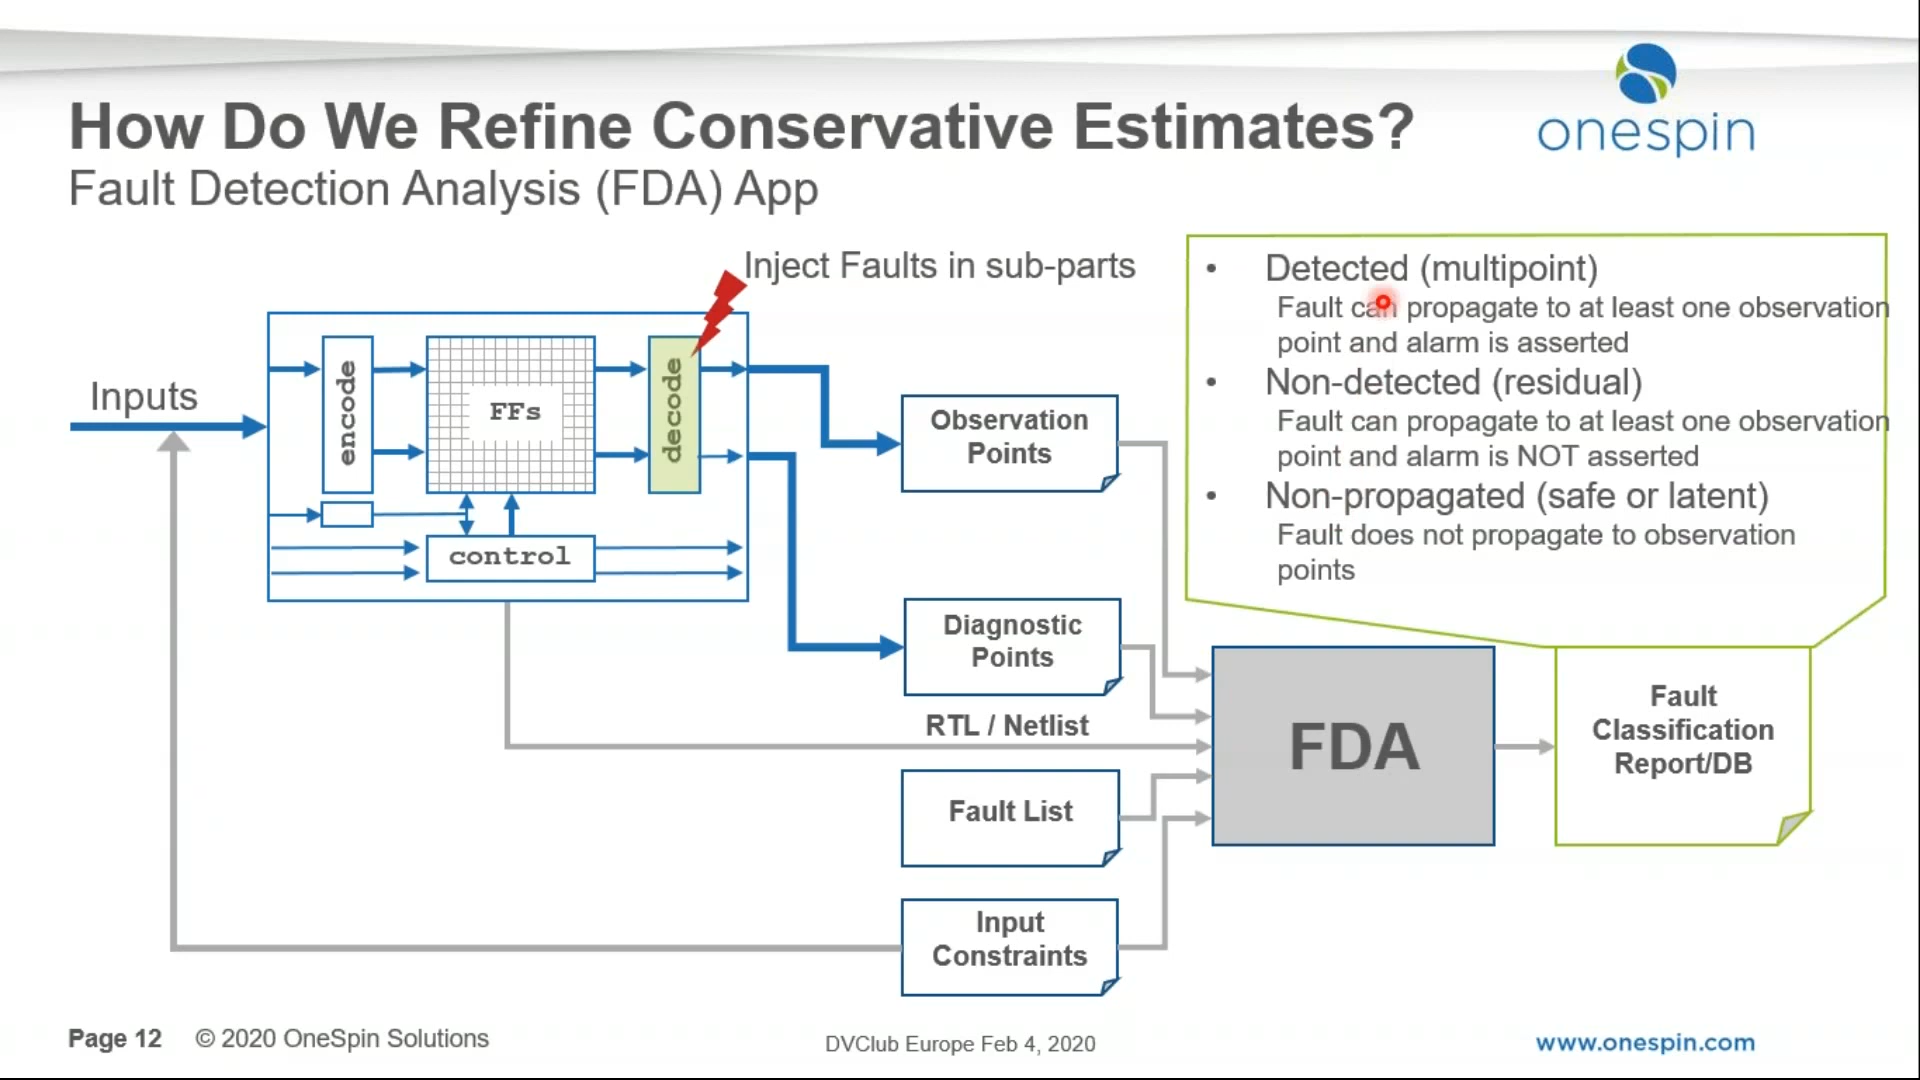 How Do We Refine Conservative Estimates?
Fault Detection Analysis (FDA) App
onespin
Inject Faults in sub-parts
Inputs
encode
FFs
decode
control
Observation
Points
Diagnostic
Points
RTL / Netlist
Fault List
Input
Constraints
• Detected (multipoint)
Fault can propagate to at least one observation
point and alarm is asserted
• Non-detected (residual)
Fault can propagate to at least one observation
point and alarm is NOT asserted
• Non-propagated (safe or latent)
Fault does not propagate to observation
points
FDA
Fault
Classification
Report/DB
Page 12 © 2020 OneSpin Solutions
DVClub Europe Feb 4, 2020
www.onespin.com